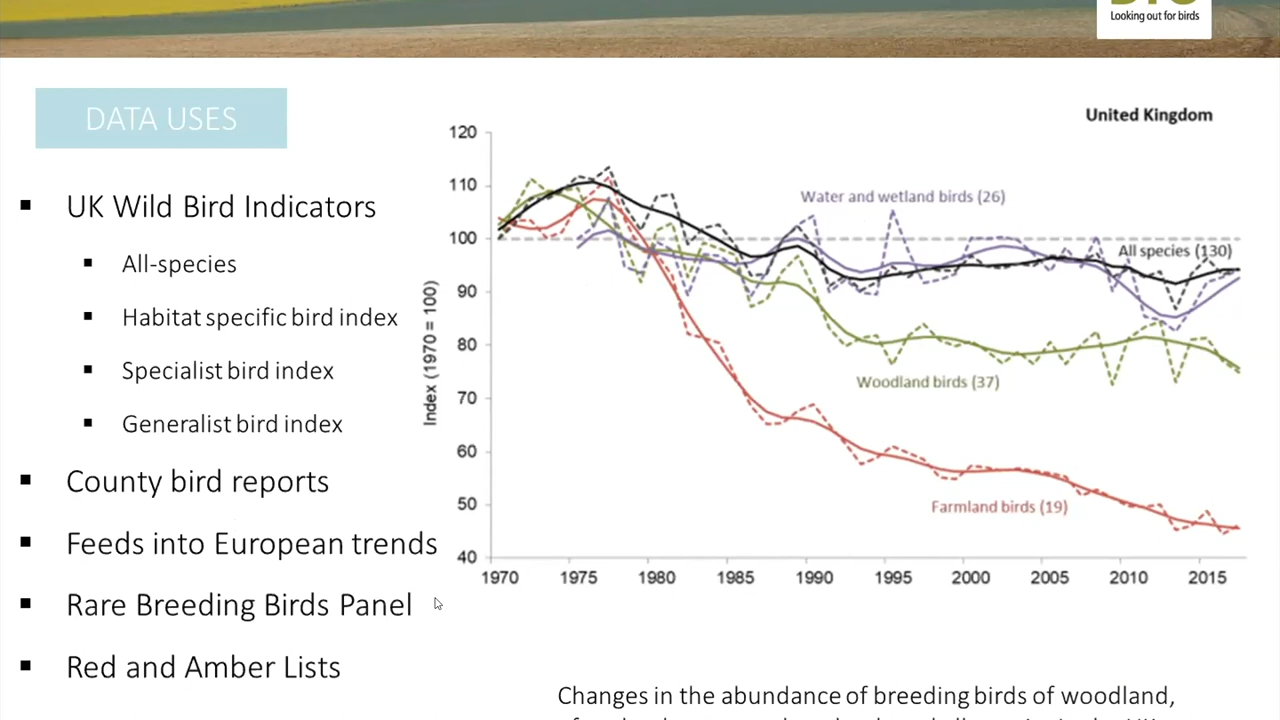 Looking out for birds
DATA USES
UK Wild Bird Indicators
All-species
Habitat specific bird index
Specialist bird index
Generalist bird index
County bird reports
Feeds into European trends
Rare Breeding Birds Panel
Red and Amber Lists
United Kingdom
120
110
100
90
80
70
60
50
40
Index (1970 = 100)
Water and wetland birds (26)
All species (130)
Woodland birds (37)
Farmland birds (19)
1970 1975 1980 1985 1990 1995 2000 2005 2010 2015
Changes in the abundance of breeding birds of woodland,